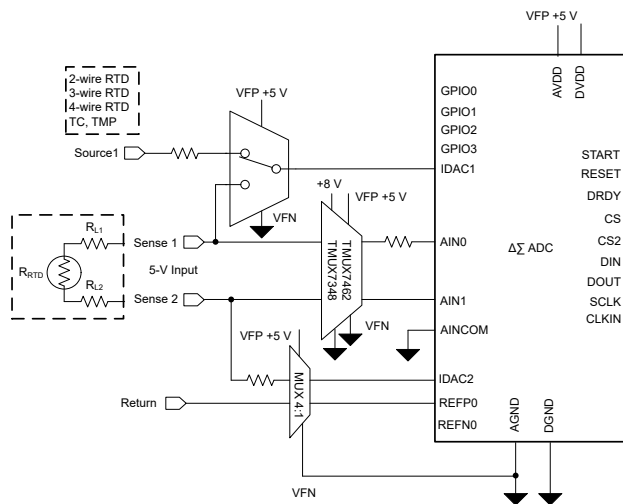 VFP +5 V
2-wire RTD
3-wire RTD
4-wire RTD
TC, TMP
VFP +5 V
Source1
VFN
+8 V
VFP +5 V
TMUX7462
TMUX7348
RL1
RRTD
RL2
Sense 1
5-V Input
Sense 2
VFN
VFP +5 V
MUX 4:1
Return
VFN
AVDD
DVDD
GPIO0
GPIO1
GPIO2
GPIO3
IDAC1
AIN0
AIN1
AINCOM
IDAC2
REFP0
REFN0
ΔΣ ADC
START
RESET
DRDY
CS
CS2
DIN
DOUT
SCLK
CLKIN
AGND
DGND